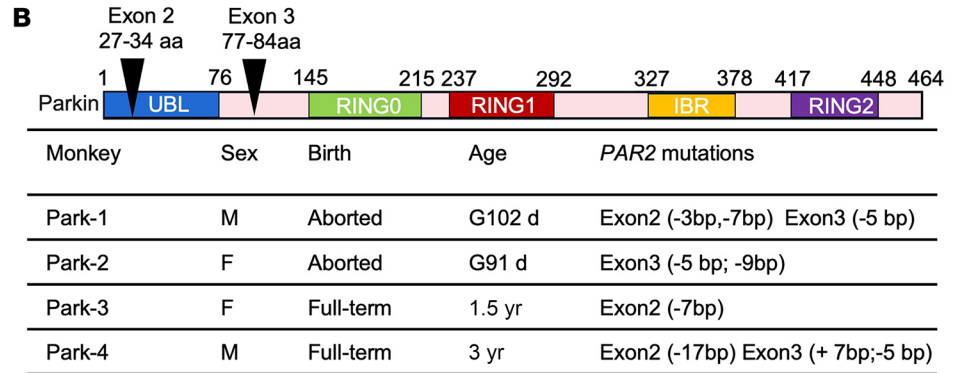 B
Exon 2 Exon 3
27-34 aa 77-84aa
1 76 145 215 237 292 327 378 417 448 464
Parkin UBL RING0 RING1 IBR RING2
Monkey Sex Birth Age PAR2 mutations
Park-1 M Aborted G102 d Exon2 (-3bp,-7bp) Exon3 (-5 bp)
Park-2 F Aborted G91 d Exon3 (-5 bp; -9bp)
Park-3 F Full-term 1.5 yr Exon2 (-7bp)
Park-4 M Full-term 3 yr Exon2 (-17bp) Exon3 (+ 7bp;-5 bp)